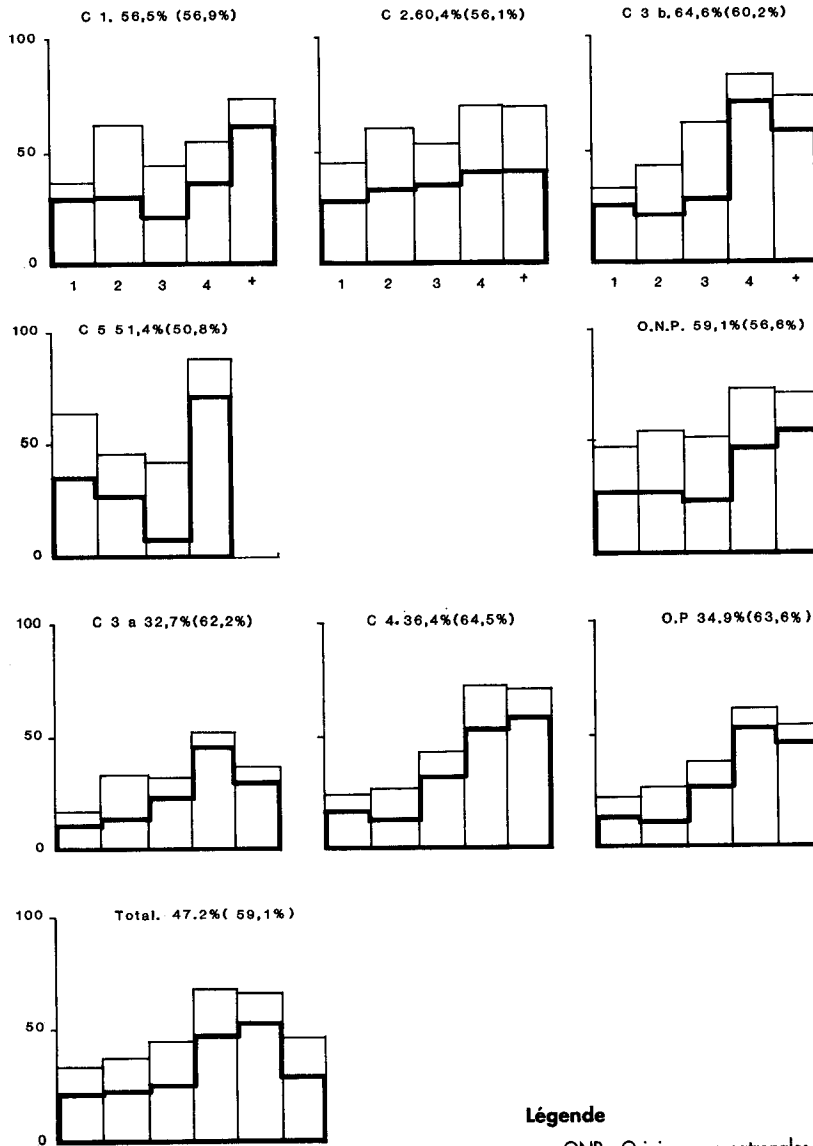 C 1. 56,5% (56,9%)
C 2.60,4%(56,1%)
C 3 b.64,6%(60,2%)
100
50
0
1 2 3 4 +
1 2 3 4 +
1 2 3 4 +
C 5 51,4%(50,8%)
O.N.P. 59,1%(56,6%)
100
50
0
C 3 a 32,7%(62,2%)
C 4.36,4%(64,5%)
O.P 34.9%(63,6%)
100
50
0
Total. 47.2%( 59,1%)
100
50
0
Légende